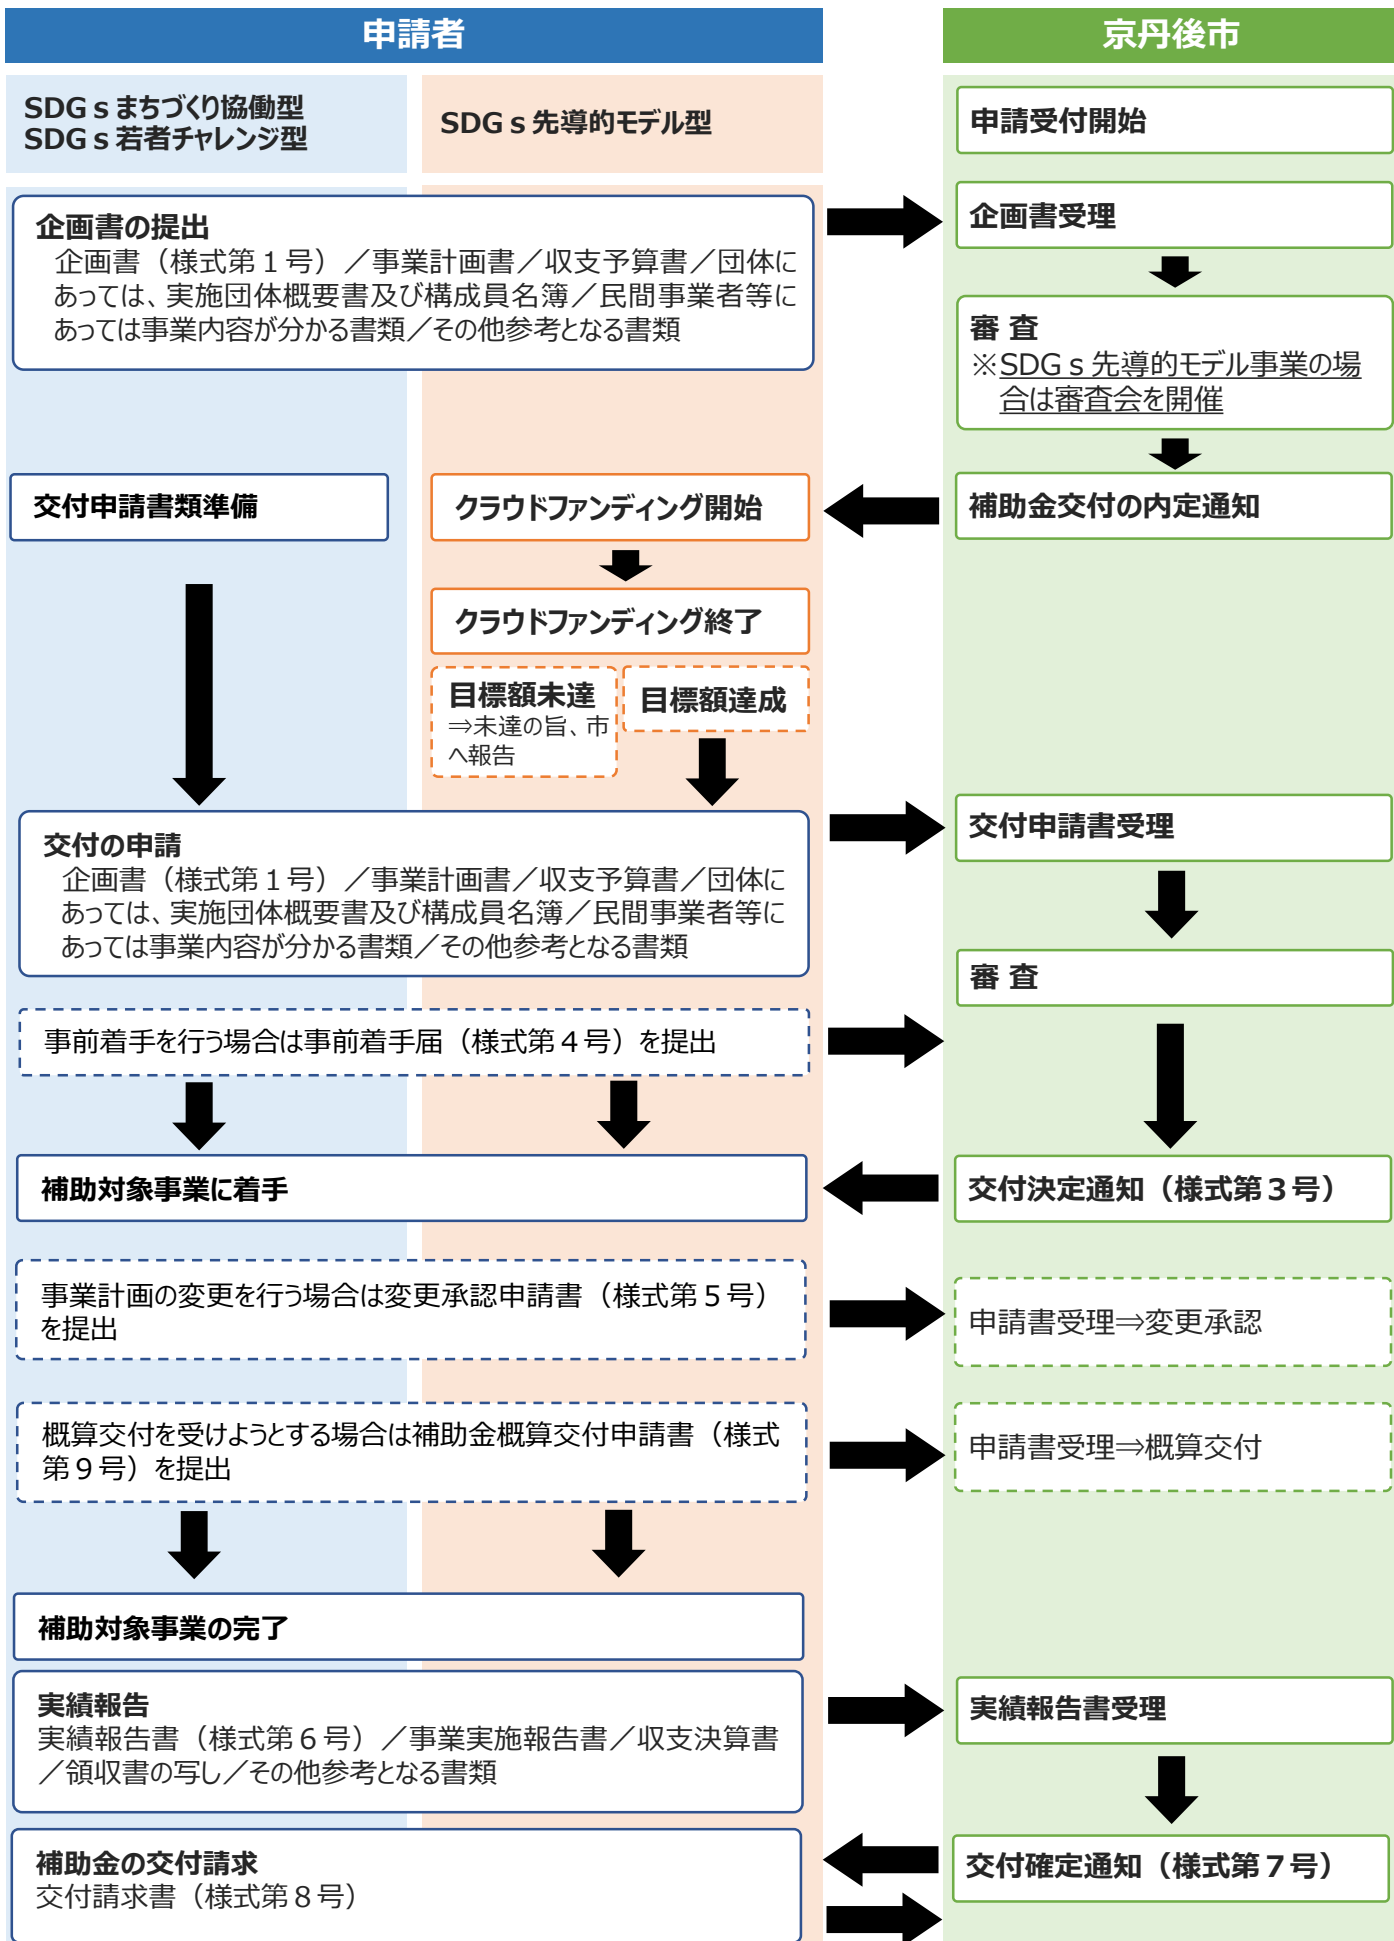 申請者
京丹後市
SDGｓまちづくり協働型
SDGｓ若者チャレンジ型
SDGｓ先導的モデル型
申請受付開始
企画書の提出
企画書（様式第１号）／事業計画書／収支予算書／団体に
あっては、実施団体概要書及び構成員名簿／民間事業者等に
あっては事業内容が分かる書類／その他参考となる書類
企画書受理
審 査
※SDGｓ先導的モデル事業の場
合は審査会を開催
交付申請書類準備
クラウドファンディング開始
補助金交付の内定通知
クラウドファンディング終了
目標額未達
⇒未達の旨、市
へ報告
目標額達成
交付の申請
企画書（様式第１号）／事業計画書／収支予算書／団体に
あっては、実施団体概要書及び構成員名簿／民間事業者等に
あっては事業内容が分かる書類／その他参考となる書類
交付申請書受理
審 査
事前着手を行う場合は事前着手届（様式第４号）を提出
補助対象事業に着手
交付決定通知（様式第３号）
事業計画の変更を行う場合は変更承認申請書（様式第５号）
を提出
申請書受理⇒変更承認
概算交付を受けようとする場合は補助金概算交付申請書（様式
第９号）を提出
申請書受理⇒概算交付
補助対象事業の完了
実績報告
実績報告書（様式第６号）／事業実施報告書／収支決算書
／領収書の写し／その他参考となる書類
実績報告書受理
補助金の交付請求
交付請求書（様式第８号）
交付確定通知（様式第７号）